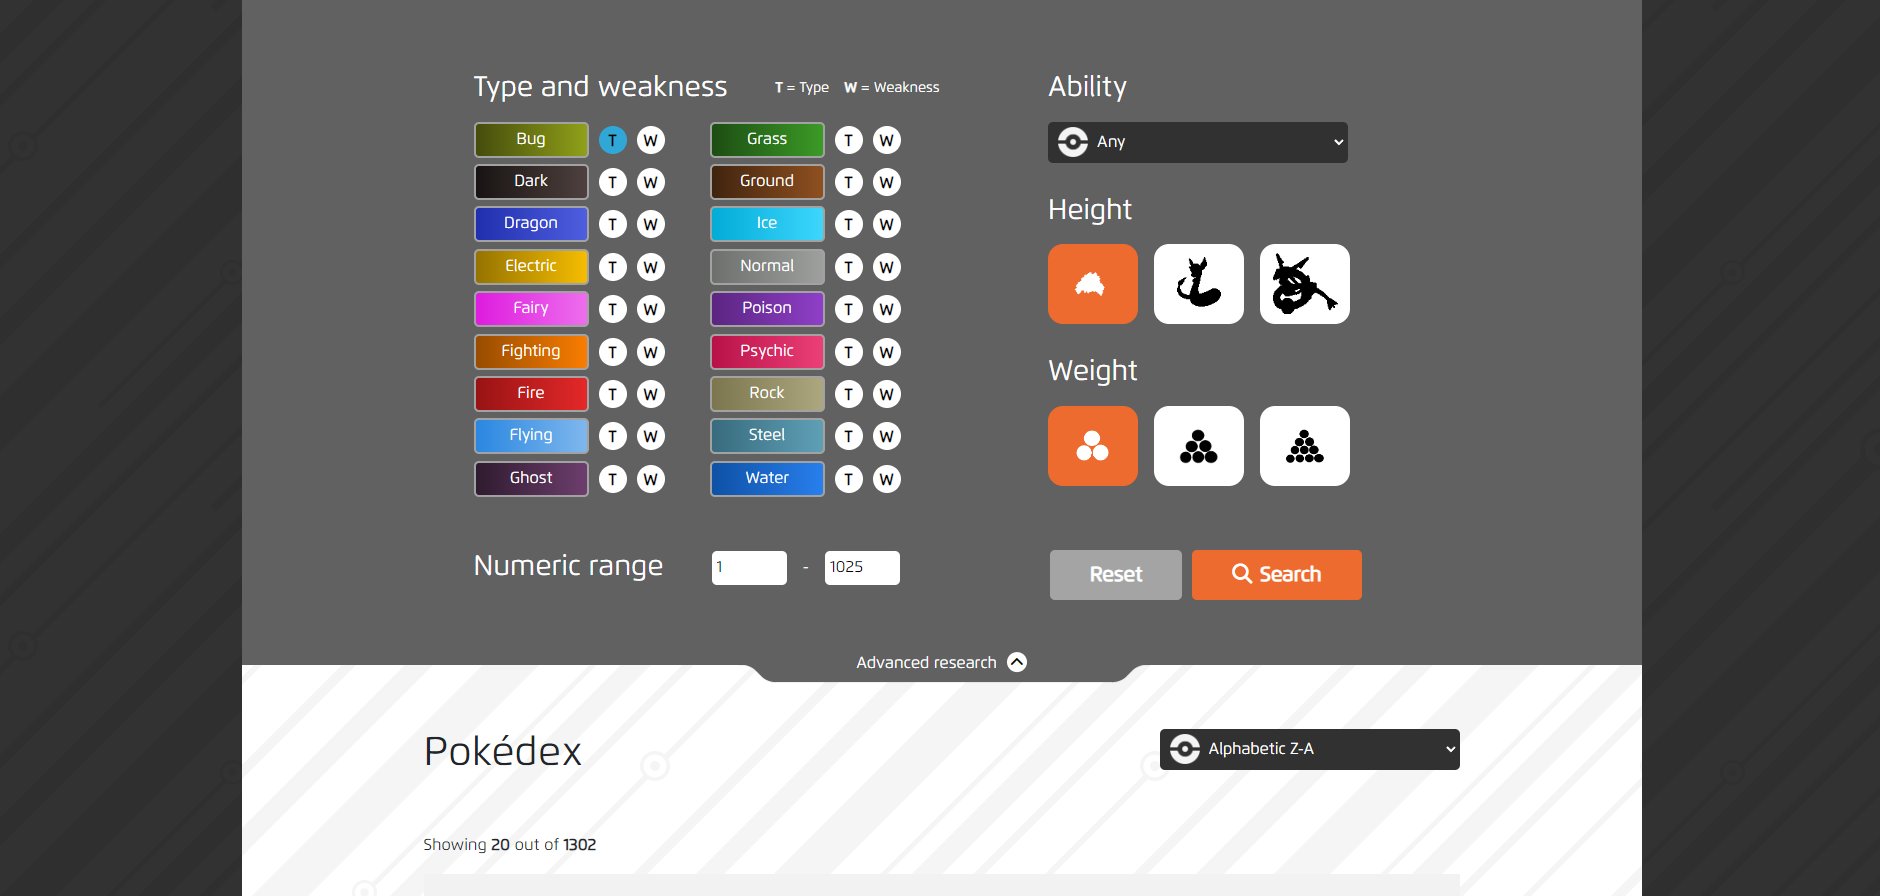 Type and weakness T = Type W = Weakness
Bug T W Grass T W
Dark T W Ground T W
Dragon T W Ice T W
Electric T W Normal T W
Fairy T W Poison T W
Fighting T W Psychic T W
Fire T W Rock T W
Flying T W Steel T W
Ghost T W Water T W
Numeric range 1 - 1025
Ability
Any
Height
Weight
Reset Search
Advanced research
Pokédex
Alphabetic Z-A
Showing 20 out of 1302